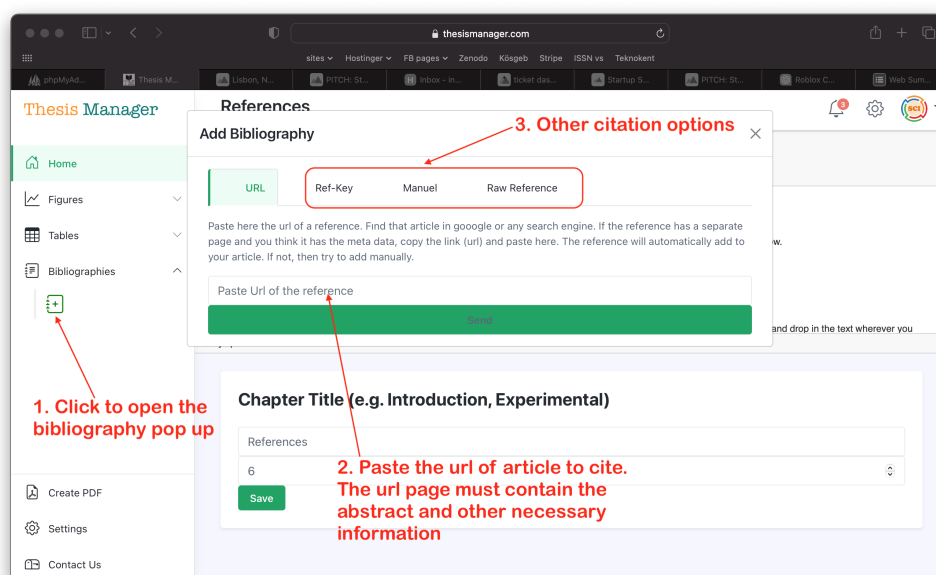 thesismanager.com
sites Hostinger FB pages Zenodo Kösgeb Stripe ISSN vs Teknokent
phpMyAd... Thesis M... Lisbon, N... PITCH: St... Inbox - in... ticket das... Startup S... PITCH: St... Roblox C... Web Sum...
Thesis Manager
References
3
SCI
Add Bibliography
3. Other citation options
Home
URL
Ref-Key
Manuel
Raw Reference
Figures
Paste here the url of a reference. Find that article in gooogle or any search engine. If the reference has a separate
page and you think it has the meta data, copy the link (url) and paste here. The reference will automatically add to
your article. If not, then try to add manually.
Tables
w.
Bibliographies
Paste Url of the reference
Send
and drop in the text wherever you
1. Click to open the
bibliography pop up
Chapter Title (e.g. Introduction, Experimental)
References
6
Save
2. Paste the url of article to cite.
The url page must contain the
abstract and other necessary
information
Create PDF
Settings
Contact Us